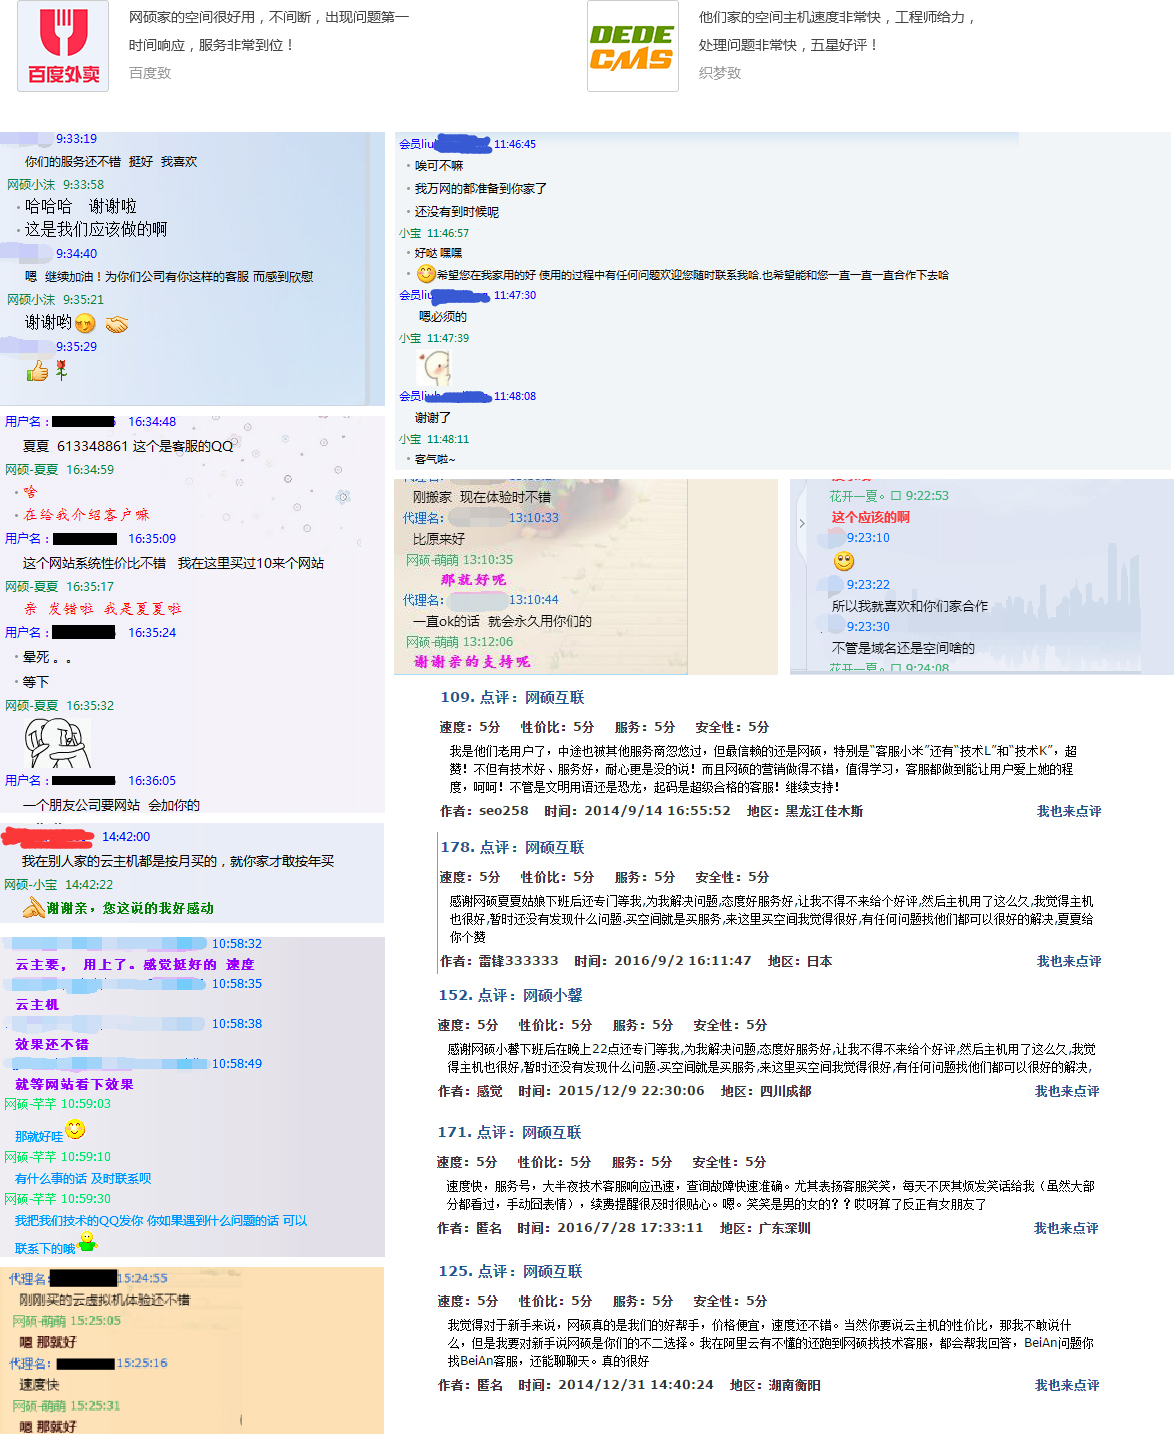 百度外卖
网硕家的空间很好用，不间断，出现问题第一
时间响应，服务非常到位！
百度致
DEDE
CMS
他们家的空间主机速度非常快，工程师给力，
处理问题非常快，五星好评！
织梦致
9:33:19
你们的服务还不错 挺好 我喜欢
网硕小沫 9:33:58
哈哈哈 谢谢啦
这是我们应该做的啊
9:34:40
嗯 继续加油！为你们公司有你这样的客服 而感到欣慰
网硕小沫 9:35:21
谢谢哟
9:35:29
用户名： 16:34:48
夏夏 613348861 这个是客服的QQ
网硕-夏夏 16:34:59
啥
在给我介绍客户嘛
用户名： 16:35:09
这个网站系统性价比不错 我在这里买过10来个网站
网硕-夏夏 16:35:17
亲 发错啦 我是夏夏啦
用户名： 16:35:24
晕死。。
等下
网硕-夏夏 16:35:32
用户名： 16:36:05
一个朋友公司要网站 会加你的
14:42:00
我在别人家的云主机都是按月买的，就你家才敢按年买
网硕-小宝 14:42:22
谢谢亲，您这说的我好感动
10:58:32
云主要， 用上了。感觉挺好的 速度
10:58:35
云主机
10:58:38
效果还不错
10:58:49
就等网站看下效果
网硕-芊芊 10:59:03
那就好哇
网硕-芊芊 10:59:10
有什么事的话 及时联系呗
网硕-芊芊 10:59:30
我把我们技术的QQ发你 你如果遇到什么问题的话 可以
联系下的哦
代理名： 15:24:55
刚刚买的云虚拟机体验还不错
网硕-萌萌 15:25:05
嗯 那就好
代理名： 15:25:16
速度快
网硕-萌萌 15:25:31
嗯 那就好
会员liu 11:46:45
唉可不嘛
我万网的都准备到你家了
还没有到时候呢
小宝 11:46:57
好哒 嘿嘿
希望您在我家用的好 使用的过程中有任何问题欢迎您随时联系我哈.也希望能和您一直一直一直合作下去哈
会员liu 11:47:30
嗯必须的
小宝 11:47:39
会员liu 11:48:08
谢谢了
小宝 11:48:11
客气啦~
代理名：
刚搬家 现在体验时不错
代理名： 13:10:33
比原来好
网硕-萌萌 13:10:35
那就好呢
代理名： 13:10:44
一直ok的话 就会永久用你们的
网硕-萌萌 13:12:06
谢谢亲的支持呢
花开一夏。口 9:22:53
这个应该的啊
9:23:10
9:23:22
所以我就喜欢和你们家合作
9:23:30
不管是域名还是空间啥的
花开一夏。口 9:24:08
109. 点评：网硕互联
速度：5分 性价比：5分 服务：5分 安全性：5分
我是他们老用户了，中途也被其他服务商忽悠过，但最信赖的还是网硕，特别是“客服小米”还有“技术L”和“技术K”，超
赞！不但有技术好、服务好，耐心更是没的说！而且网硕的营销做得不错，值得学习，客服都做到能让用户爱上她的程
度，呵呵！不管是文明用语还是恐龙，起码是超级合格的客服！继续支持！
作者：seo258 时间：2014/9/14 16:55:52 地区：黑龙江佳木斯 我也来点评
178. 点评：网硕互联
速度：5分 性价比：5分 服务：5分 安全性：5分
感谢网硕夏夏姑娘下班后还专门等我,为我解决问题,态度好服务好,让我不得不来给个好评,然后主机用了这么久,我觉得主机
也很好,暂时还没有发现什么问题.买空间就是买服务,来这里买空间我觉得很好,有任何问题找他们都可以很好的解决,夏夏给
你个赞
作者：雷锋333333 时间：2016/9/2 16:11:47 地区：日本 我也来点评
152. 点评：网硕小馨
速度：5分 性价比：5分 服务：5分 安全性：5分
感谢网硕小馨下班后在晚上22点还专门等我,为我解决问题,态度好服务好,让我不得不来给个好评,然后主机用了这么久,我觉
得主机也很好,暂时还没有发现什么问题.买空间就是买服务,来这里买空间我觉得很好,有任何问题找他们都可以很好的解决,
作者：感觉 时间：2015/12/9 22:30:06 地区：四川成都 我也来点评
171. 点评：网硕互联
速度：5分 性价比：5分 服务：5分 安全性：5分
速度快，服务号，大半夜技术客服响应迅速，查询故障快速准确。尤其表扬客服笑笑，每天不厌其烦发笑话给我（虽然大部
分都看过，手动囧表情），续费提醒很及时很贴心。嗯。笑笑是男的女的？？哎呀算了反正有女朋友了
作者：匿名 时间：2016/7/28 17:33:11 地区：广东深圳 我也来点评
125. 点评：网硕互联
速度：5分 性价比：5分 服务：5分 安全性：5分
我觉得对于新手来说，网硕真的是我们的好帮手，价格便宜，速度还不错。当然你要说云主机的性价比，那我不敢说什
么，但是我要对新手说网硕是你们的不二选择。我在阿里云有不懂的还跑到网硕找技术客服，都会帮我回答，BeiAn问题你
找BeiAn客服，还能聊聊天。真的很好
作者：匿名 时间：2014/12/31 14:40:24 地区：湖南衡阳 我也来点评